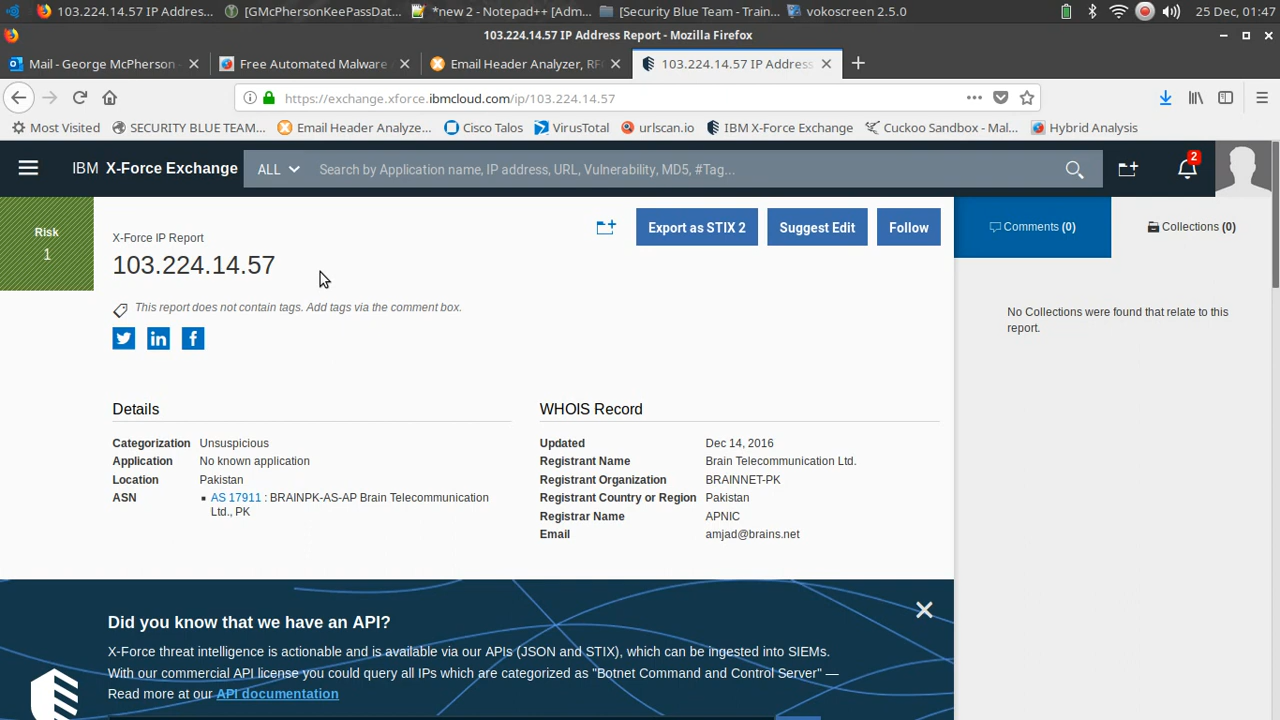 103.224.14.57 IP Addres... [GMcPhersonKeePassDat... *new 2 - Notepad++ [Adm... [Security Blue Team - Train... vokoscreen 2.5.0 25 Dec, 01:47
103.224.14.57 IP Address Report - Mozilla Firefox
Mail - George McPherson Free Automated Malware Email Header Analyzer, RF 103.224.14.57 IP Address
https://exchange.xforce.ibmcloud.com/ip/103.224.14.57
Most Visited SECURITY BLUE TEAM... Email Header Analyze... Cisco Talos VirusTotal urlscan.io IBM X-Force Exchange Cuckoo Sandbox - Mal... Hybrid Analysis
IBM X-Force Exchange ALL Search by Application name, IP address, URL, Vulnerability, MD5, #Tag... 2
Risk
1
X-Force IP Report
103.224.14.57
This report does not contain tags. Add tags via the comment box.
Export as STIX 2 Suggest Edit Follow
Comments (0) Collections (0)
No Collections were found that relate to this
report.
Details
Categorization Unsuspicious
Application No known application
Location Pakistan
ASN AS 17911 : BRAINPK-AS-AP Brain Telecommunication
Ltd., PK
WHOIS Record
Updated Dec 14, 2016
Registrant Name Brain Telecommunication Ltd.
Registrant Organization BRAINNET-PK
Registrant Country or Region Pakistan
Registrar Name APNIC
Email amjad@brains.net
Did you know that we have an API?
X-Force threat intelligence is actionable and is available via our APIs (JSON and STIX), which can be ingested into SIEMs.
With our commercial API license you could query all IPs which are categorized as "Botnet Command and Control Server" —
Read more at our API documentation